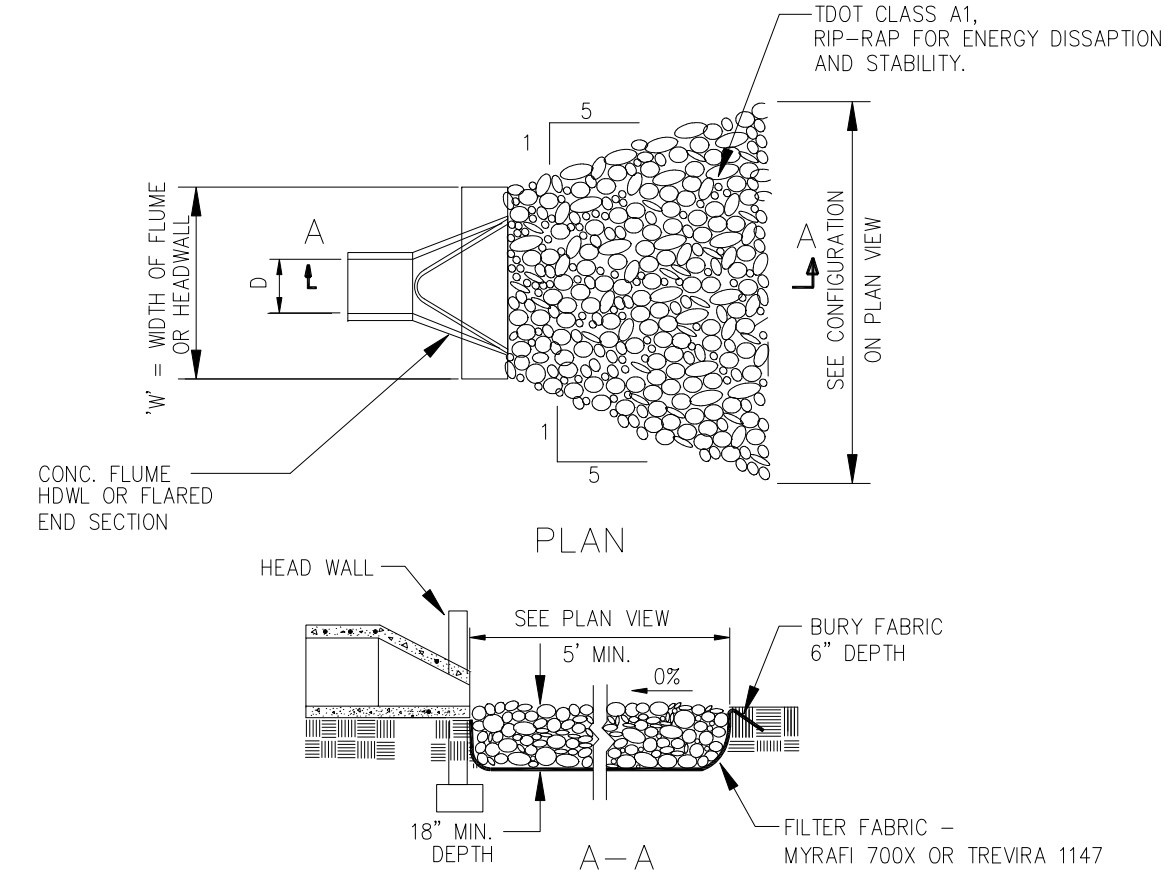 TDOT CLASS A1,
RIP-RAP FOR ENERGY DISSAPTION
AND STABILITY.
5
1
'W' = WIDTH OF FLUME
OR HEADWALL
D
A
A
SEE CONFIGURATION
ON PLAN VIEW
1
5
CONC. FLUME
HDWL OR FLARED
END SECTION
PLAN
HEAD WALL
SEE PLAN VIEW
5' MIN.
0%
BURY FABRIC
6" DEPTH
18" MIN.
DEPTH
A-A
FILTER FABRIC -
MYRAFI 700X OR TREVIRA 1147